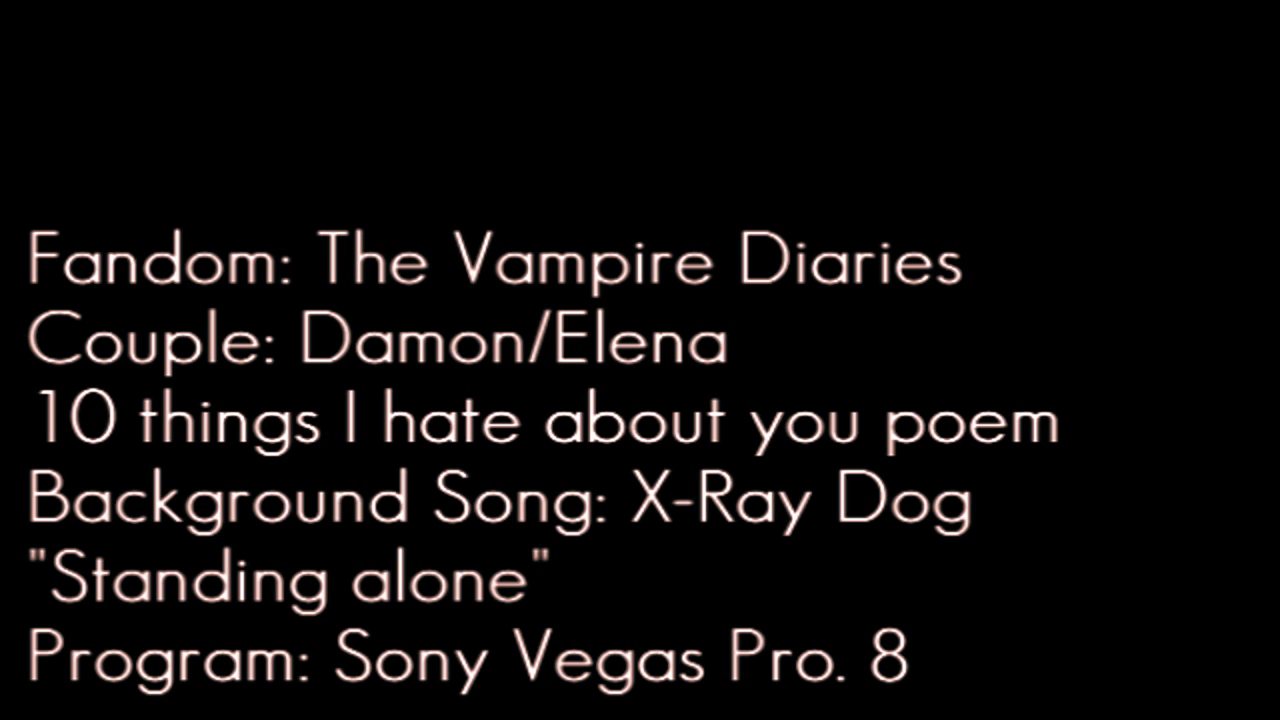 Fandom: The Vampire Diaries
Couple: Damon/Elena
10 things I hate about you poem
Background Song: X-Ray Dog
"Standing alone"
Program: Sony Vegas Pro. 8